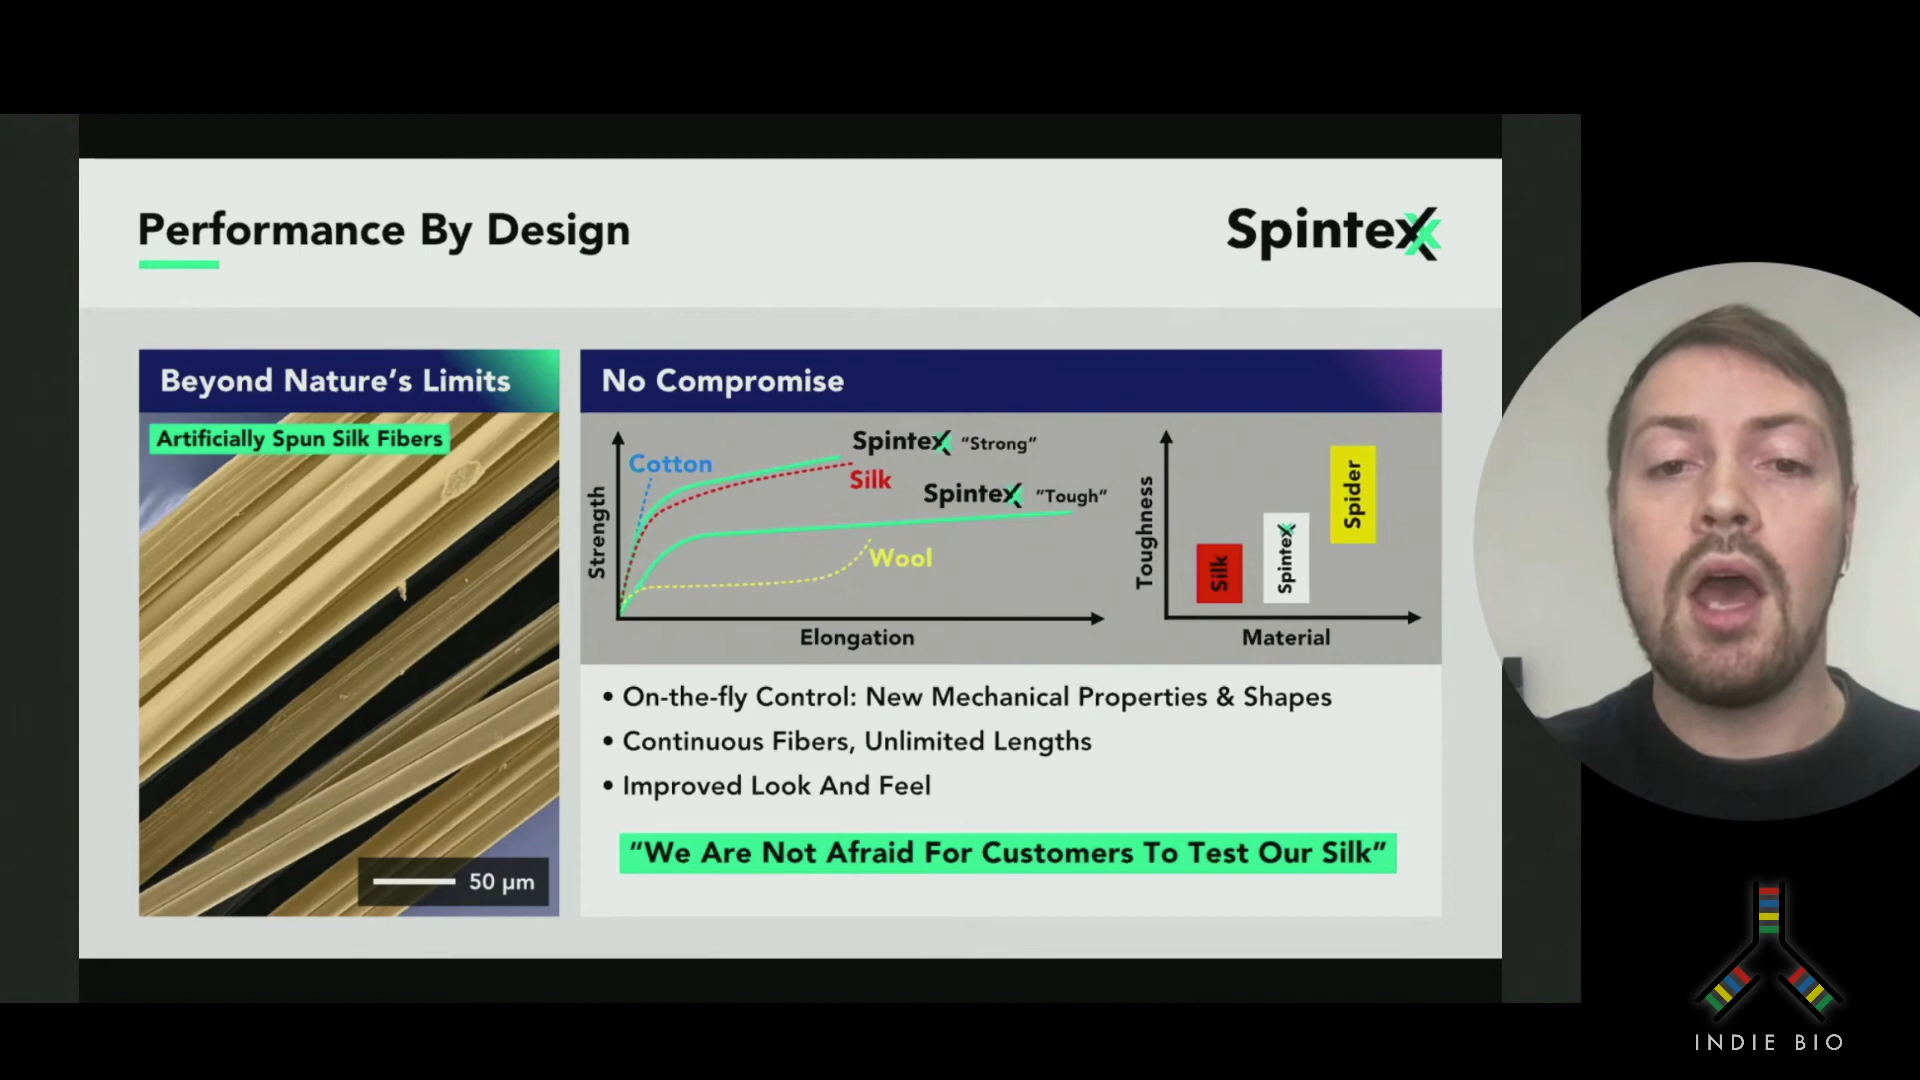 Performance By Design
Spintex
Beyond Nature's Limits
Artificially Spun Silk Fibers
50 µm
No Compromise
Strength
Cotton
Spintex "Strong"
Silk
Spintex "Tough"
Wool
Elongation
Toughness
Silk
Spintex
Spider
Material
• On-the-fly Control: New Mechanical Properties & Shapes
• Continuous Fibers, Unlimited Lengths
• Improved Look And Feel
"We Are Not Afraid For Customers To Test Our Silk"
INDIE BIO